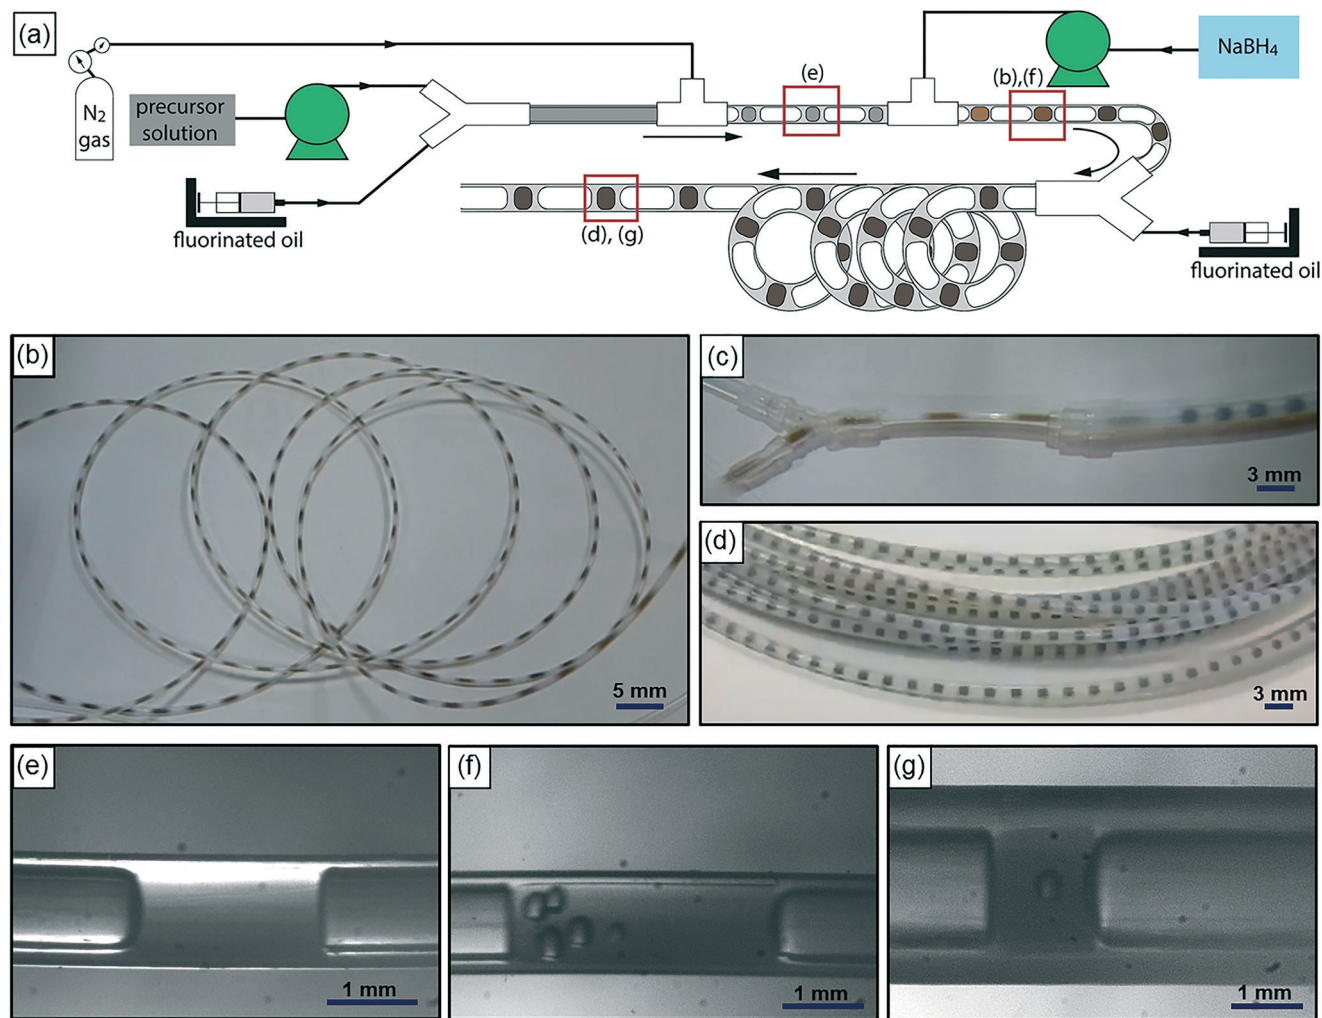 (a)
N2
gas
precursor
solution
fluorinated oil
(e)
(b),(f)
NaBH4
(d), (g)
fluorinated oil
(b)
5 mm
(c)
3 mm
(d)
3 mm
(e)
1 mm
(f)
1 mm
(g)
1 mm